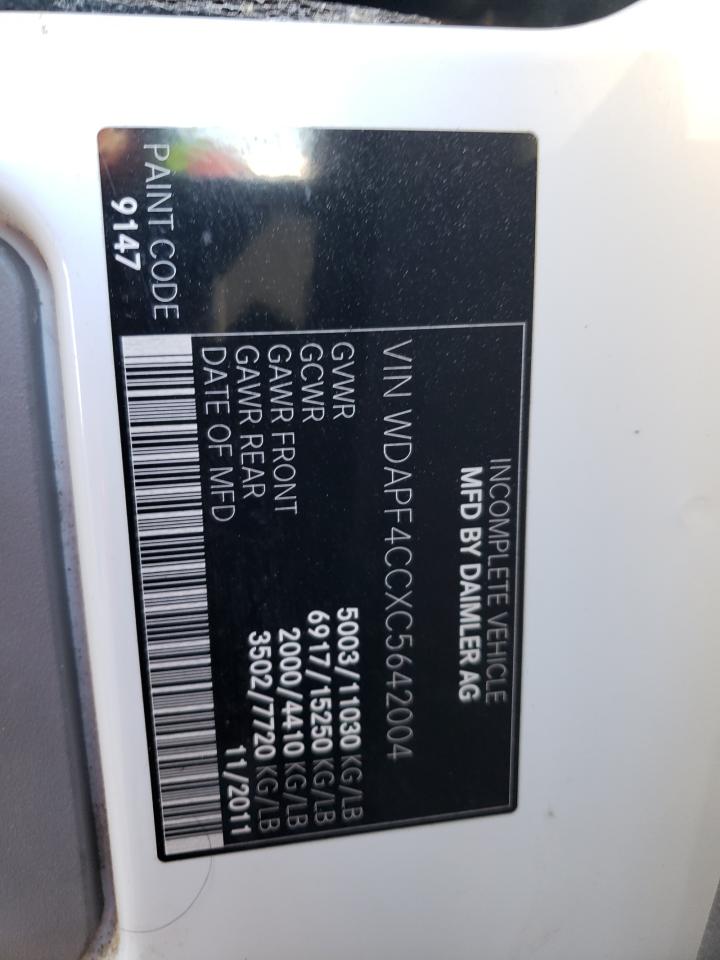 INCOMPLETE VEHICLE
MFD BY DAIMLER AG
VIN WDAPF4CCXC5642004
GVWR 5003/11030 KG/LB
GCWR 6917/15250 KG/LB
GAWR FRONT 2000/4410 KG/LB
GAWR REAR 3502/7720 KG/LB
DATE OF MFD 11/2011
PAINT CODE
9147